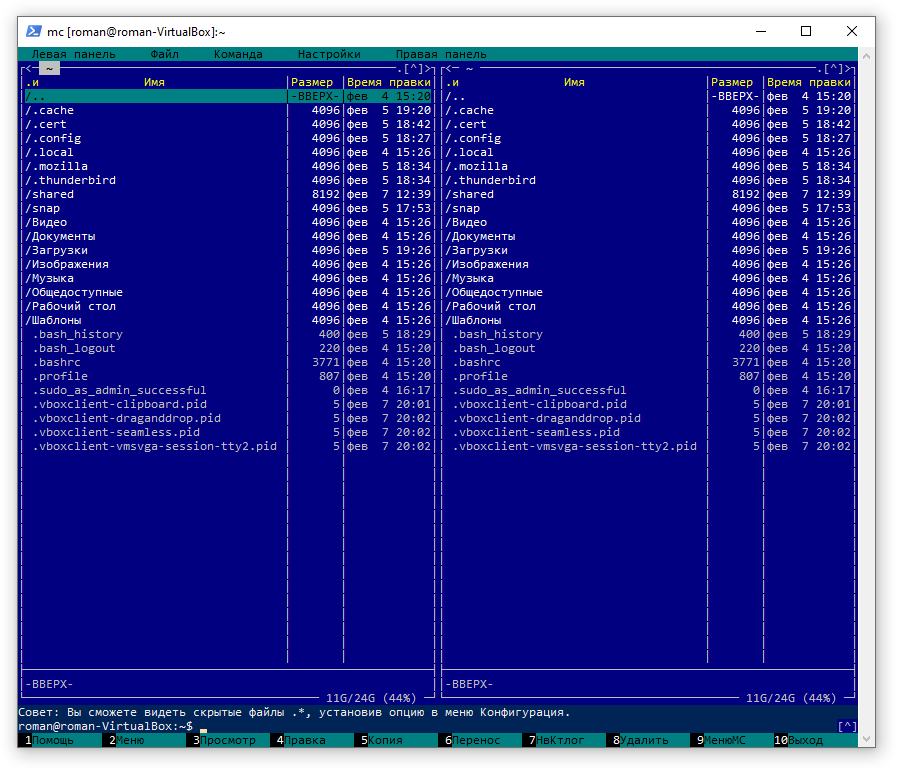 mc [roman@roman-VirtualBox]:~
Левая панель Файл Команда Настройки Правая панель
<─ ~ .[^]> <─ ~ .[^]>
.и Имя Размер Время правки .и Имя Размер Время правки
/.. -ВВЕРХ- фев 4 15:20 /.. -ВВЕРХ- фев 4 15:20
/.cache 4096 фев 5 19:20 /.cache 4096 фев 5 19:20
/.cert 4096 фев 5 18:42 /.cert 4096 фев 5 18:42
/.config 4096 фев 5 18:27 /.config 4096 фев 5 18:27
/.local 4096 фев 4 15:26 /.local 4096 фев 4 15:26
/.mozilla 4096 фев 5 18:34 /.mozilla 4096 фев 5 18:34
/.thunderbird 4096 фев 5 18:34 /.thunderbird 4096 фев 5 18:34
/shared 8192 фев 7 12:39 /shared 8192 фев 7 12:39
/snap 4096 фев 5 17:53 /snap 4096 фев 5 17:53
/Видео 4096 фев 4 15:26 /Видео 4096 фев 4 15:26
/Документы 4096 фев 4 15:26 /Документы 4096 фев 4 15:26
/Загрузки 4096 фев 5 19:26 /Загрузки 4096 фев 5 19:26
/Изображения 4096 фев 4 15:26 /Изображения 4096 фев 4 15:26
/Музыка 4096 фев 4 15:26 /Музыка 4096 фев 4 15:26
/Общедоступные 4096 фев 4 15:26 /Общедоступные 4096 фев 4 15:26
/Рабочий стол 4096 фев 4 15:26 /Рабочий стол 4096 фев 4 15:26
/Шаблоны 4096 фев 4 15:26 /Шаблоны 4096 фев 4 15:26
.bash_history 400 фев 5 18:29 .bash_history 400 фев 5 18:29
.bash_logout 220 фев 4 15:20 .bash_logout 220 фев 4 15:20
.bashrc 3771 фев 4 15:20 .bashrc 3771 фев 4 15:20
.profile 807 фев 4 15:20 .profile 807 фев 4 15:20
.sudo_as_admin_successful 0 фев 4 16:17 .sudo_as_admin_successful 0 фев 4 16:17
.vboxclient-clipboard.pid 5 фев 7 20:01 .vboxclient-clipboard.pid 5 фев 7 20:01
.vboxclient-draganddrop.pid 5 фев 7 20:02 .vboxclient-draganddrop.pid 5 фев 7 20:02
.vboxclient-seamless.pid 5 фев 7 20:02 .vboxclient-seamless.pid 5 фев 7 20:02
.vboxclient-vmsvga-session-tty2.pid 5 фев 7 20:02 .vboxclient-vmsvga-session-tty2.pid 5 фев 7 20:02
-ВВЕРХ- -ВВЕРХ-
11G/24G (44%) 11G/24G (44%)
Совет: Вы сможете видеть скрытые файлы .*, установив опцию в меню Конфигурация.
roman@roman-VirtualBox:~$ [^]
1Помощь 2Меню 3Просмотр 4Правка 5Копия 6Перенос 7НвКтлог 8Удалить 9МенюМС 10Выход